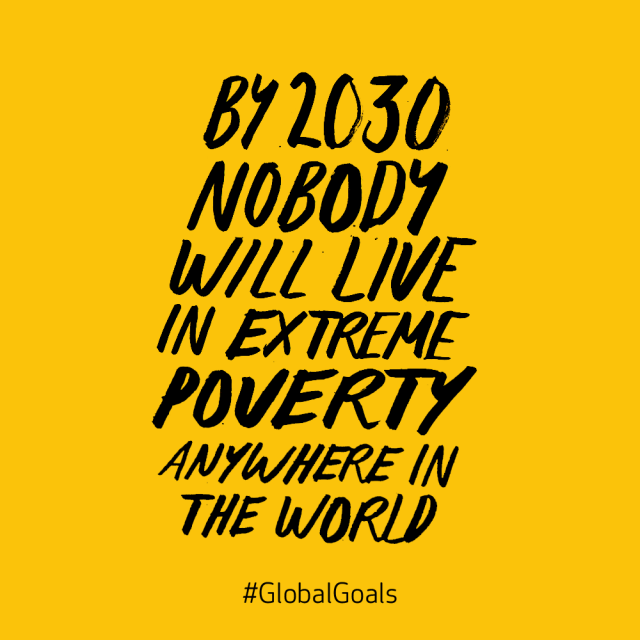 BY 2030
NOBODY
WILL LIVE
IN EXTREME
POVERTY
ANYWHERE IN
THE WORLD
#GlobalGoals